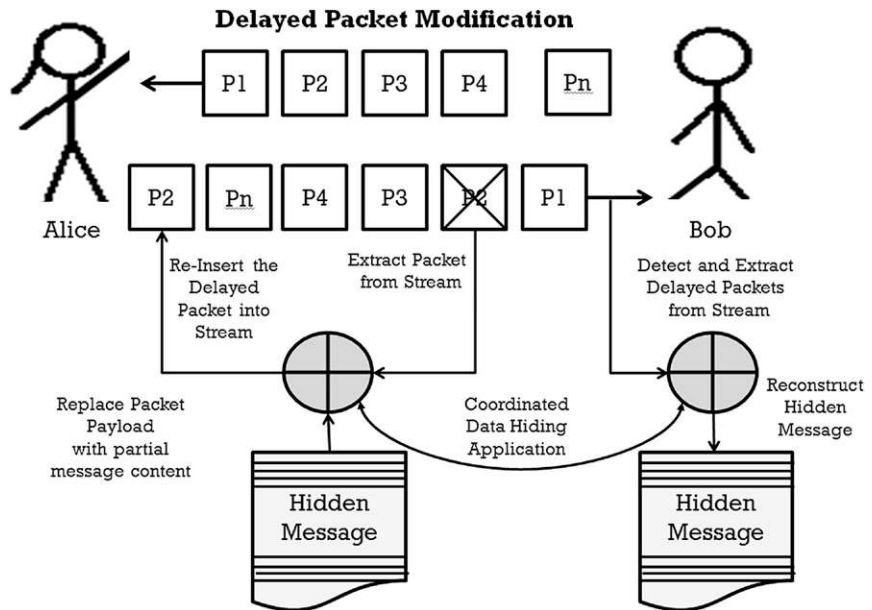 Delayed Packet Modification
P1 P2 P3 P4 Pn
P2 Pn P4 P3 P2 P1
Alice
Bob
Re-Insert the
Delayed
Packet into
Stream
Extract Packet
from Stream
Detect and Extract
Delayed Packets
from Stream
Replace Packet
Payload
with partial
message content
Coordinated
Data Hiding
Application
Reconstruct
Hidden
Message
Hidden
Message
Hidden
Message